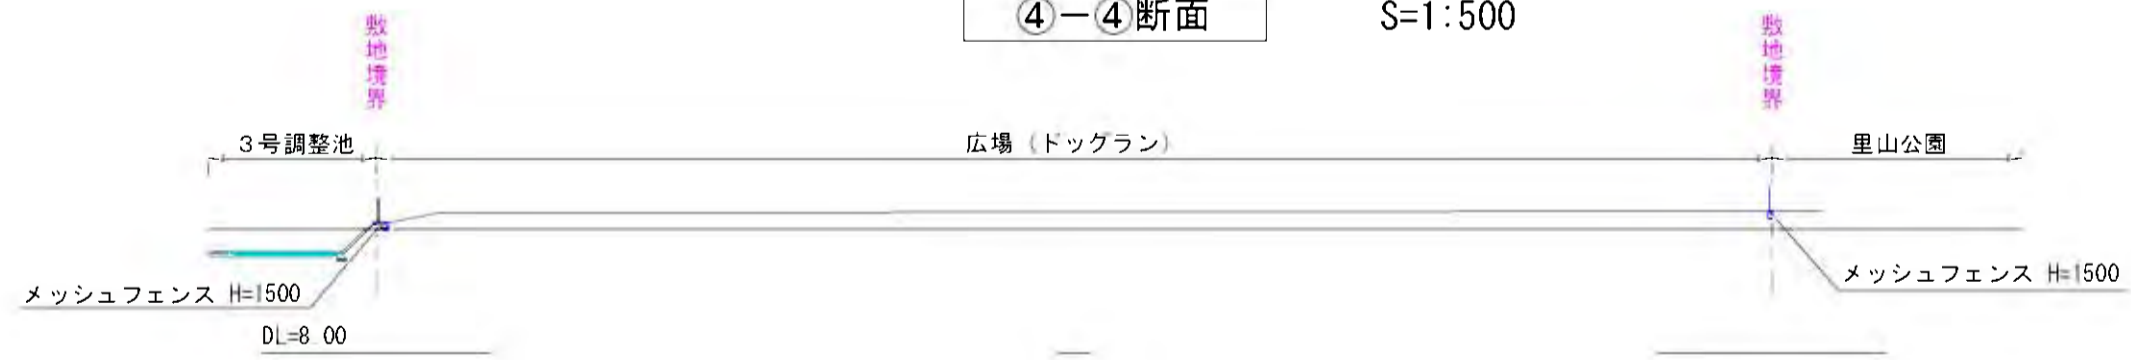 ④－④断面
S=1:500
敷地境界
敷地境界
3号調整池
広場（ドッグラン）
里山公園
メッシュフェンス H=1500
メッシュフェンス H=1500
DL=8 00